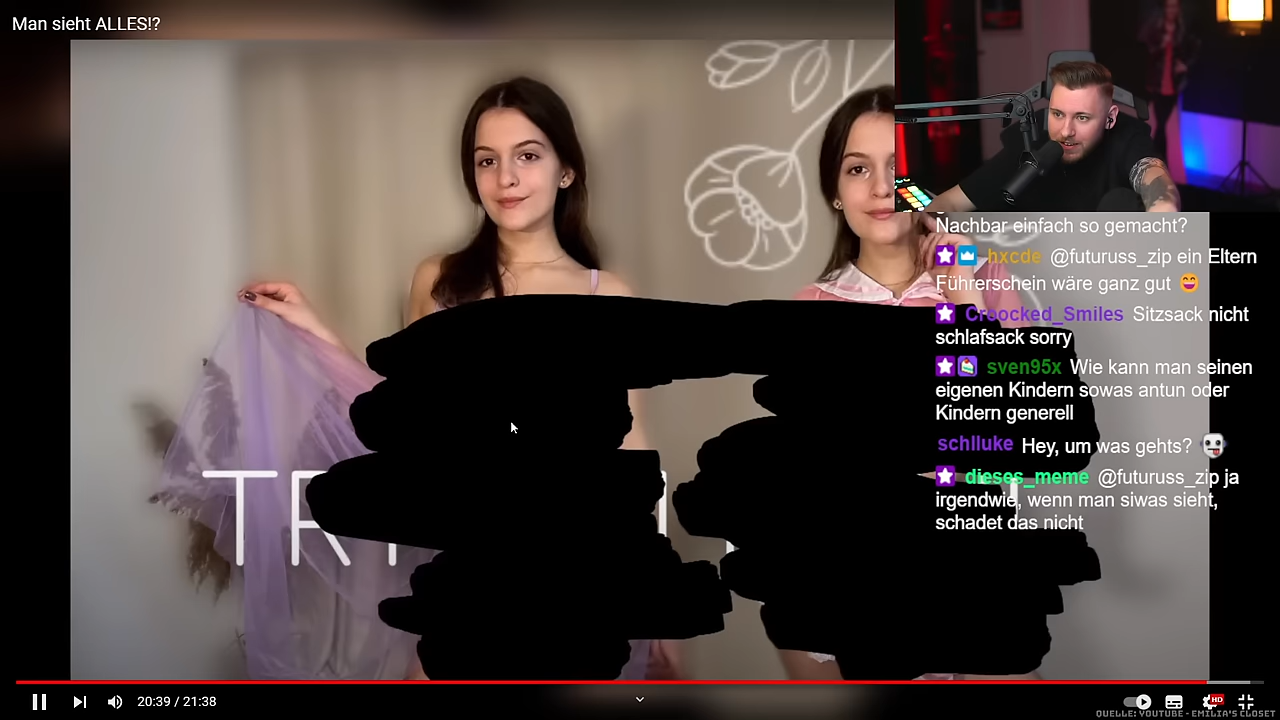 Man sieht ALLES!?
Nachbar einfach so gemacht?
hxcde @futuruss_zip ein Eltern
Führerschein wäre ganz gut 😄
Croocked_Smiles Sitzsack nicht
schlafsack sorry
sven95x Wie kann man seinen
eigenen Kindern sowas antun oder
Kindern generell
schlluke Hey, um was gehts?
dieses_meme @futuruss_zip ja
irgendwie, wenn man siwas sieht,
schadet das nicht
20:39 / 21:38
HD
QUELLE: YOUTUBE - EMILIA'S CLOSET